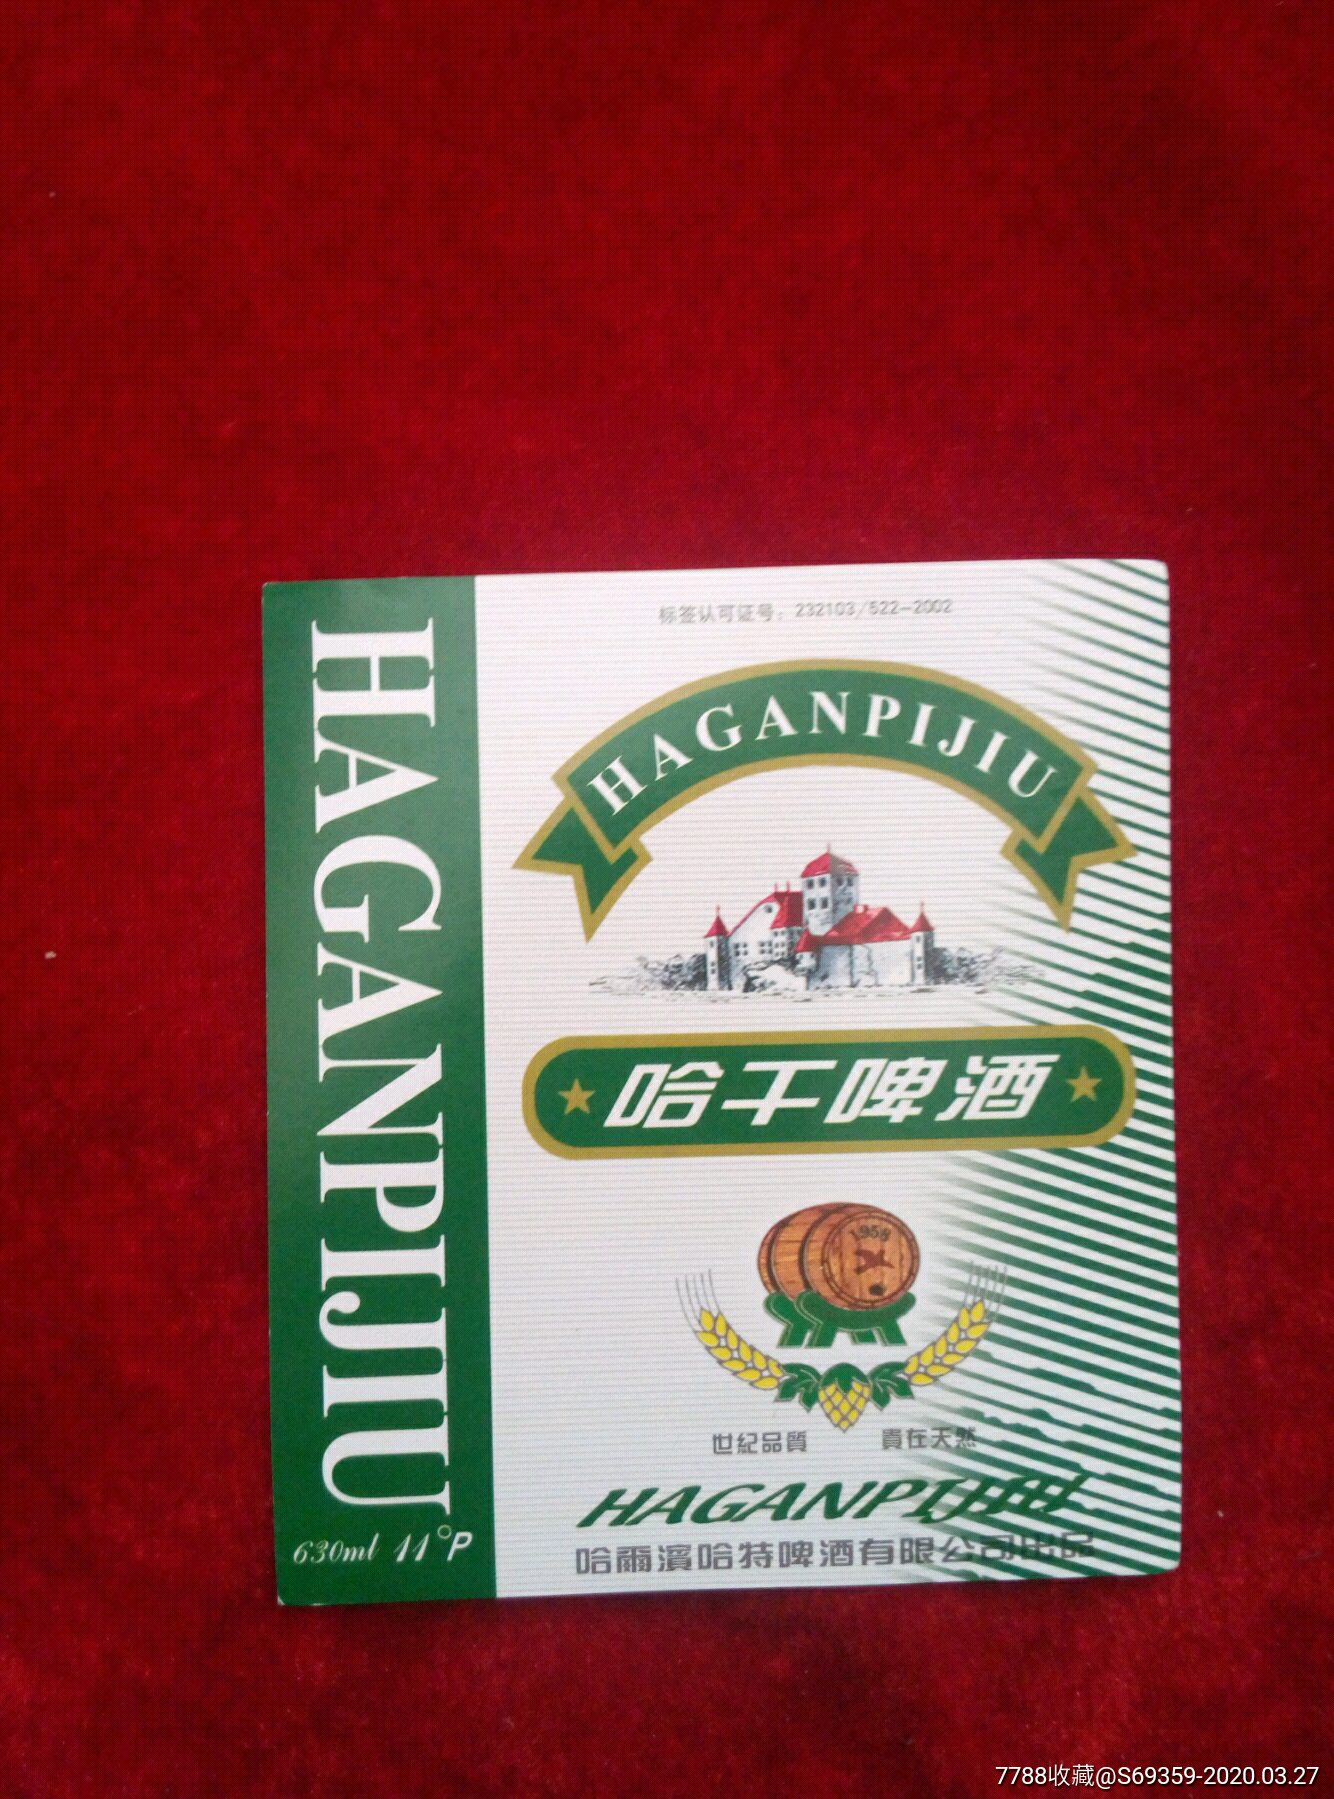 HAGANPIJIU
630ml 11°P
标签认可证号: 232103/522-2002
HAGANPIJIU
哈干啤酒
1958
世紀品質 貴在天然
HAGANPIJIU
哈爾濱哈特啤酒有限公司出品
7788收藏@S69359-2020.03.27